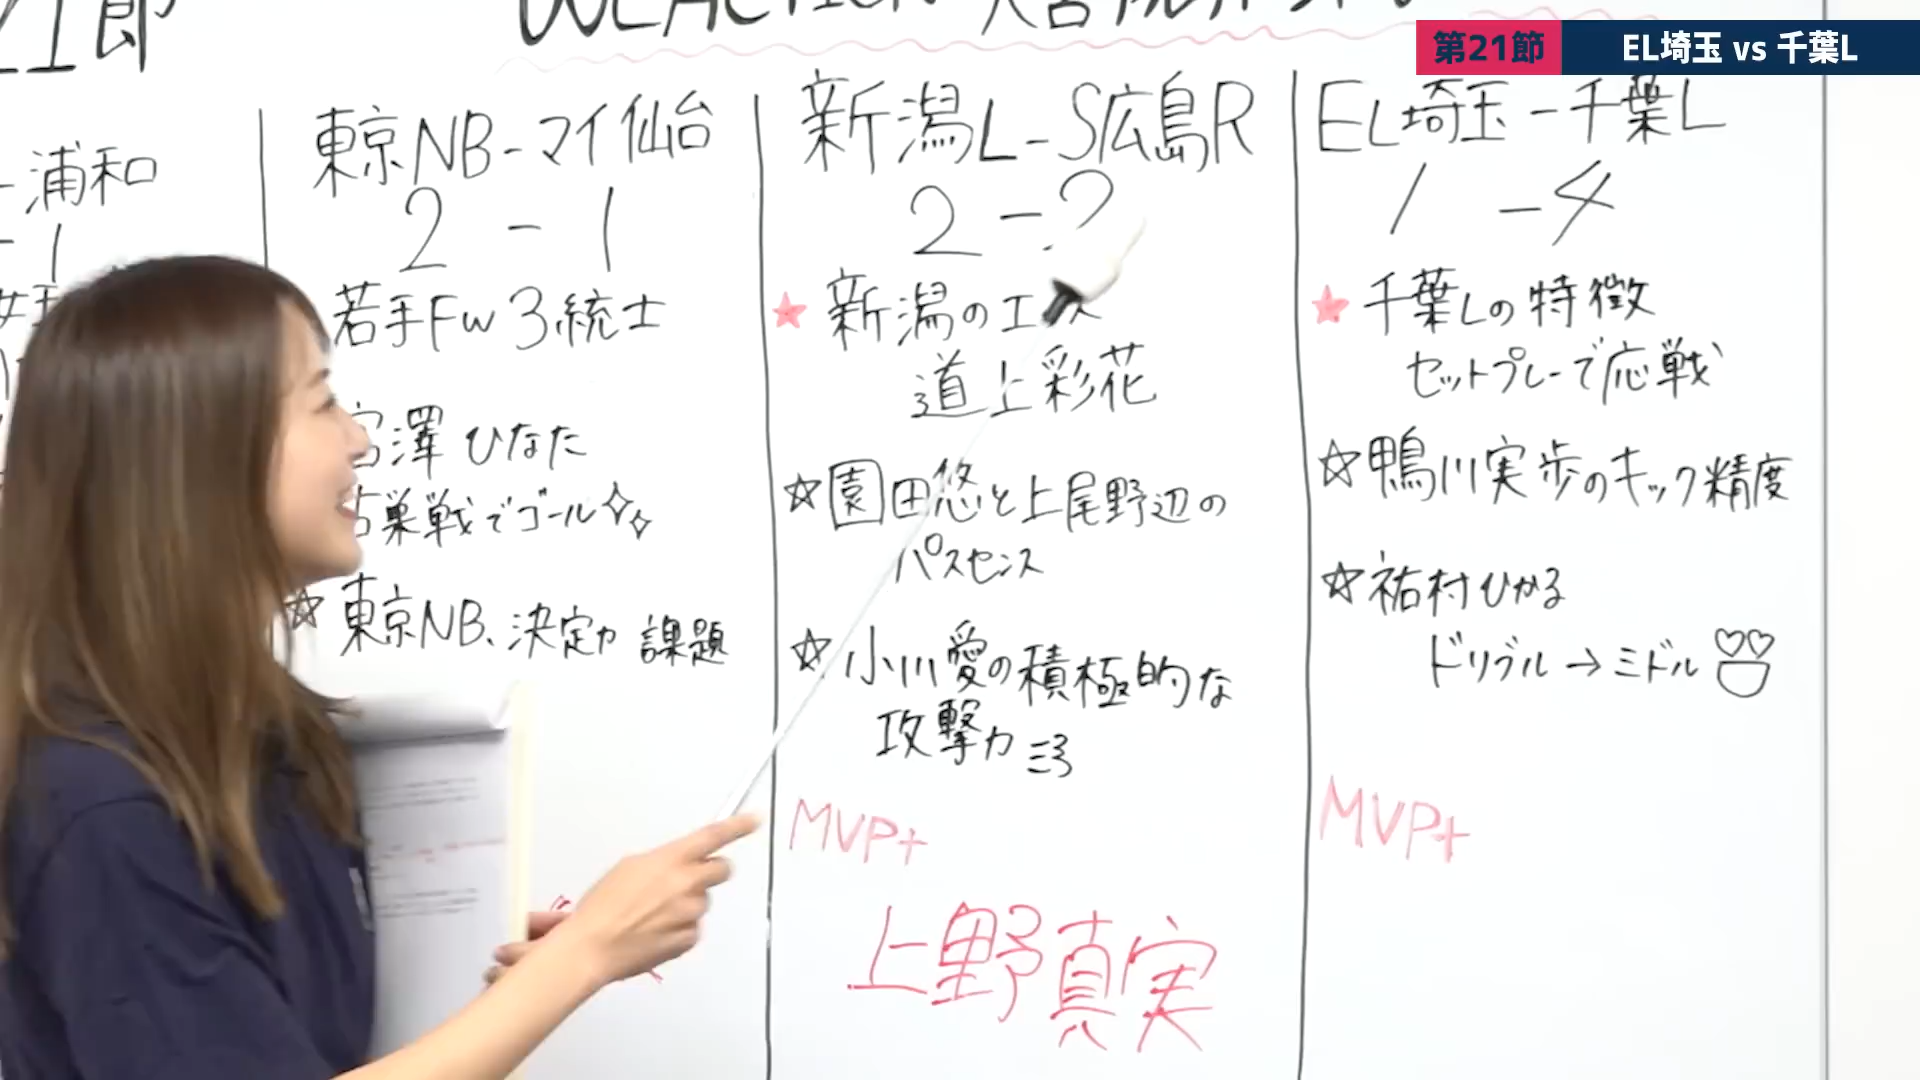 第21節
EL埼玉 vs 千葉L
-浦和
-1
東京NB-マイ仙台
2-1
若手FW3銃士
澤ひなた
巣戦でゴール
☆東京NB、決定力 課題
新潟L-S広島R
2-2
★新潟のエ
道上彩花
☆園田悠と上尾野辺の
パスセンス
☆小川愛の積極的な
攻撃力
MVP+
上野真実
EL埼玉-千葉L
1-4
★千葉Lの特徴
セットプレーで応戦
☆鴨川実歩のキック精度
☆祐村ひかる
ドリブル→ミドル
MVP+